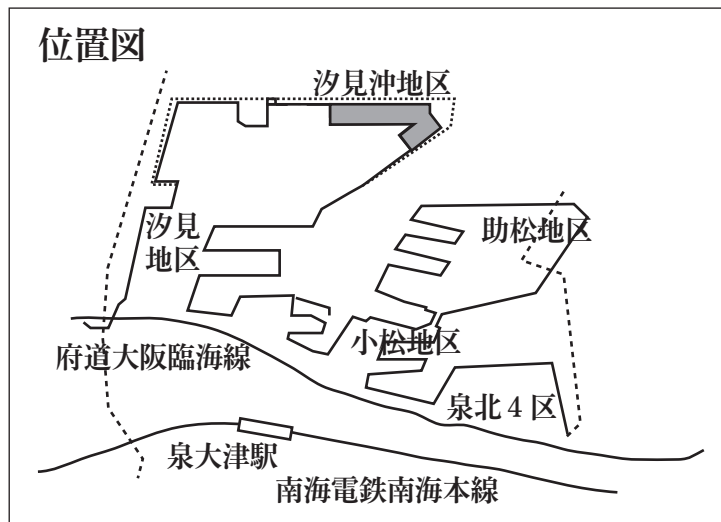 位置図
汐見沖地区
汐見
地区
助松地区
小松地区
府道大阪臨海線
泉北４区
泉大津駅
南海電鉄南海本線